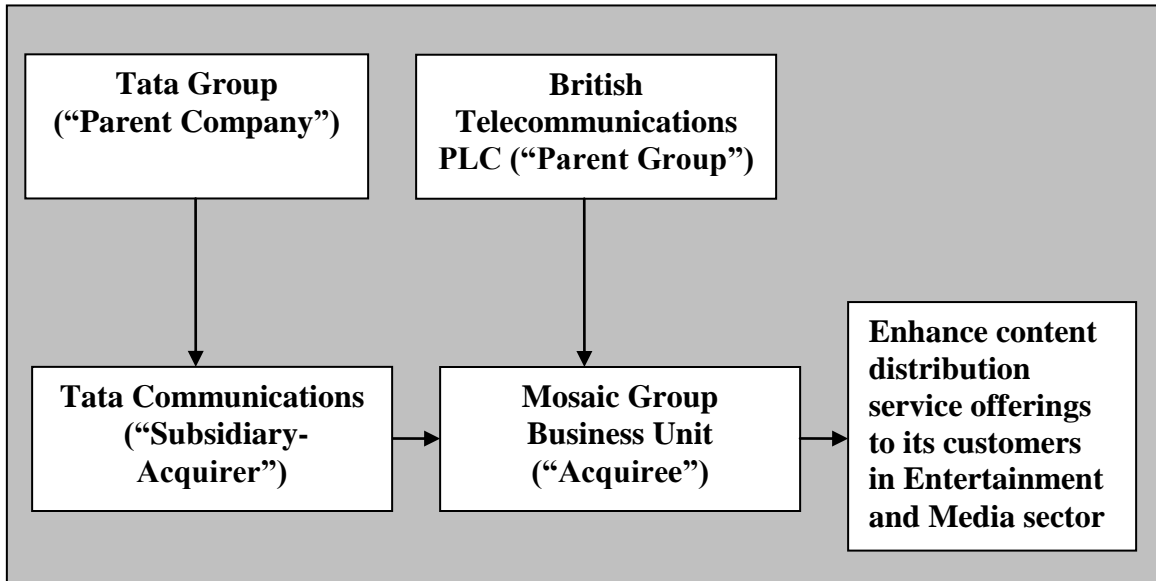 Tata Group
(“Parent Company”)
British
Telecommunications
PLC (“Parent Group”)
Tata Communications
(“Subsidiary-
Acquirer”)
Mosaic Group
Business Unit
(“Acquiree”)
Enhance content
distribution
service offerings
to its customers
in Entertainment
and Media sector